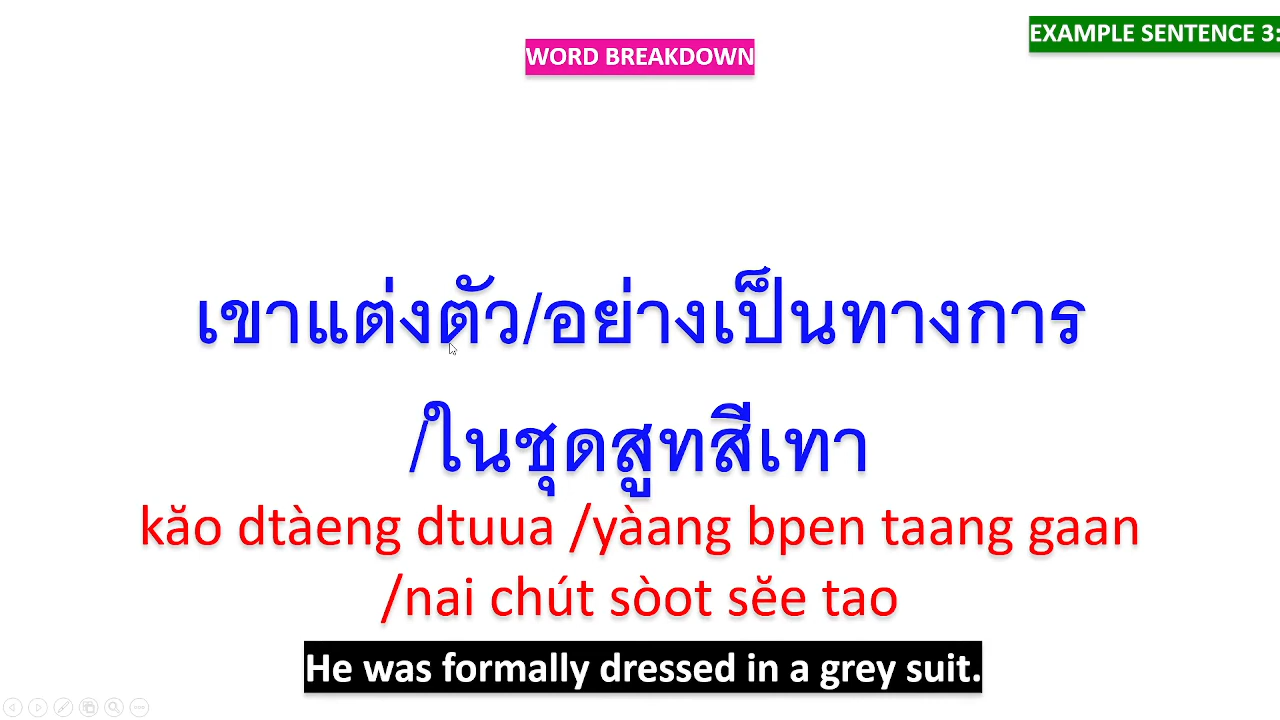 EXAMPLE SENTENCE 3:
WORD BREAKDOWN
เขาแต่งตัว/อย่างเป็นทางการ
/ในชุดสูทสีเทา
kăo dtàeng dtuua /yàang bpen taang gaan
/nai chút sòot sĕe tao
He was formally dressed in a grey suit.